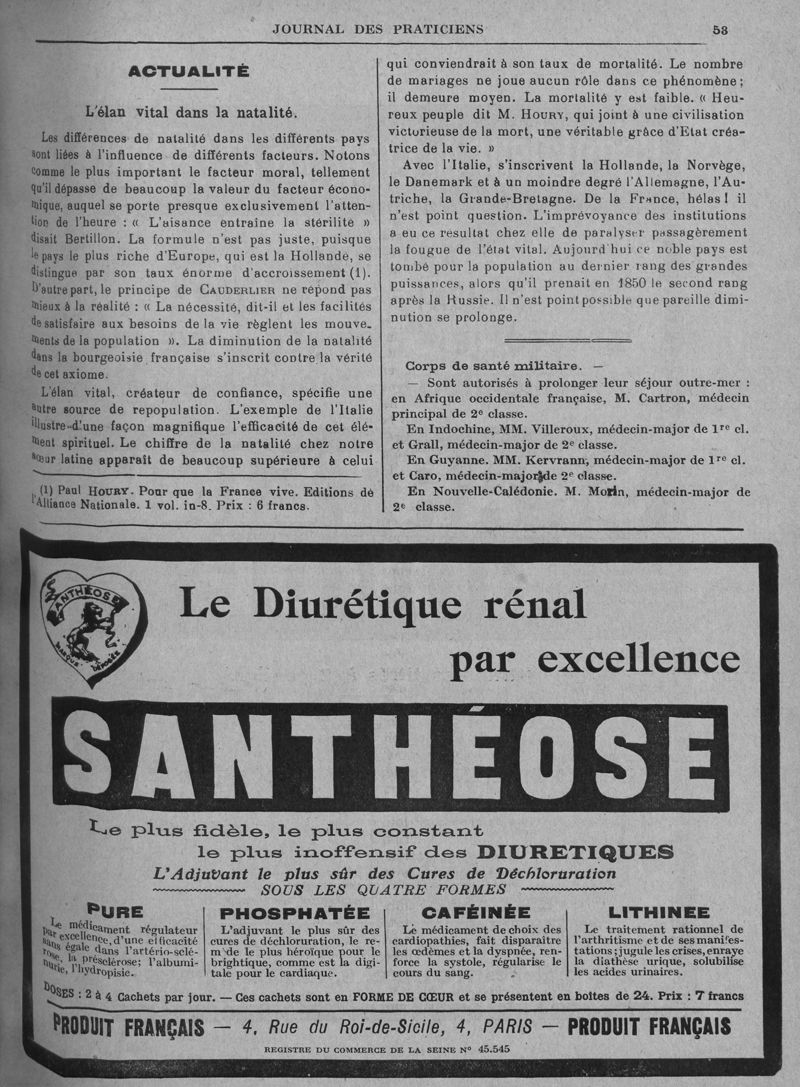 JOURNAL DES PRATICIENS 53
ACTUALITÉ
L'élan vital dans la natalité.
Les différences de natalité dans les différents pays
sont liées à l'influence de différents facteurs. Notons
comme le plus important le facteur moral, tellement
qu'il dépasse de beaucoup la valeur du facteur écono-
mique, auquel se porte presque exclusivement l'atten-
tion de l'heure : « L'aisance entraîne la stérilité »
disait Bertillon. La formule n'est pas juste, puisque
le pays le plus riche d'Europe, qui est la Hollande, se
distingue par son taux énorme d'accroissement (1).
D'autre part, le principe de CAUDERLIER ne répond pas
mieux à la réalité : « La nécessité, dit-il et les facilités
de satisfaire aux besoins de la vie règlent les mouve-
ments de la population ». La diminution de la natalité
dans la bourgeoisie française s'inscrit contre la vérité
de cet axiome.
L'élan vital, créateur de confiance, spécifie une
autre source de repopulation. L'exemple de l'Italie
illustre d'une façon magnifique l'efficacité de cet élé-
ment spirituel. Le chiffre de la natalité chez notre
sœur latine apparaît de beaucoup supérieure à celui
(1) Paul HOURY. Pour que la France vive. Editions dé
l'Alliance Nationale. 1 vol. in-8. Prix : 6 francs.
qui conviendrait à son taux de mortalité. Le nombre
de mariages ne joue aucun rôle dans ce phénomène ;
il demeure moyen. La mortalité y est faible. « Heu-
reux peuple dit M. HOURY, qui joint à une civilisation
victorieuse de la mort, une véritable grâce d'Etat créa-
trice de la vie. »
Avec l'Italie, s'inscrivent la Hollande, la Norvège,
le Danemark et à un moindre degré l'Allemagne, l'Au-
triche, la Grande-Bretagne. De la France, hélas ! il
n'est point question. L'imprévoyance des institutions
a eu ce resultat chez elle de paralyser passagèrement
la fougue de l'état vital. Aujourd'hui ce noble pays est
tombé pour la population au dernier rang des grandes
puissances, alors qu'il prenait en 1850 le second rang
après la Russie. Il n'est point possible que pareille dimi-
nution se prolonge.
Corps de santé militaire. —
— Sont autorisés à prolonger leur séjour outre-mer :
en Afrique occidentale française, M. Cartron, médecin
principal de 2e classe.
En Indochine, MM. Villeroux, médecin-major de 1re cl.
et Grall, médecin-major de 2e classe.
En Guyanne. MM. Kervrann, médecin-major de 1re cl.
et Caro, médecin-major de 2e classe.
En Nouvelle-Calédonie. M. Morin, médecin-major de
2e classe.
SANTHÉOSE
MARQUE DÉPOSÉE
Le Diurétique rénal
par excellence
SANTHÉOSE
Le plus fidèle, le plus constant
le plus inoffensif des DIURETIQUES
L'Adjuvant le plus sûr des Cures de Déchloruration
SOUS LES QUATRE FORMES
PURE
Le médicament régulateur
par excellence, d'une efficacité
sans égale dans l'artério-sclé-
rose, la présclérose; l'albumi-
nurie, l'hydropisie.
PHOSPHATÉE
L'adjuvant le plus sûr des
cures de déchloruration, le re-
mède le plus héroïque pour le
brightique, comme est la digi-
tale pour le cardiaque.
CAFÉINÉE
Le médicament de choix des
cardiopathies, fait disparaître
les œdèmes et la dyspnée, ren-
force la systole, régularise le
cours du sang.
LITHINEE
Le traitement rationnel de
l'arthritisme et de ses manifes-
tations ; jugule les crises, enraye
la diathèse urique, solubilise
les acides urinaires.
DOSES : 2 à 4 Cachets par jour. — Ces cachets sont en FORME DE CŒUR et se présentent en boîtes de 24. Prix : 7 francs
PRODUIT FRANÇAIS — 4, Rue du Roi-de-Sicile, 4, PARIS — PRODUIT FRANÇAIS
REGISTRE DU COMMERCE DE LA SEINE No 45.545